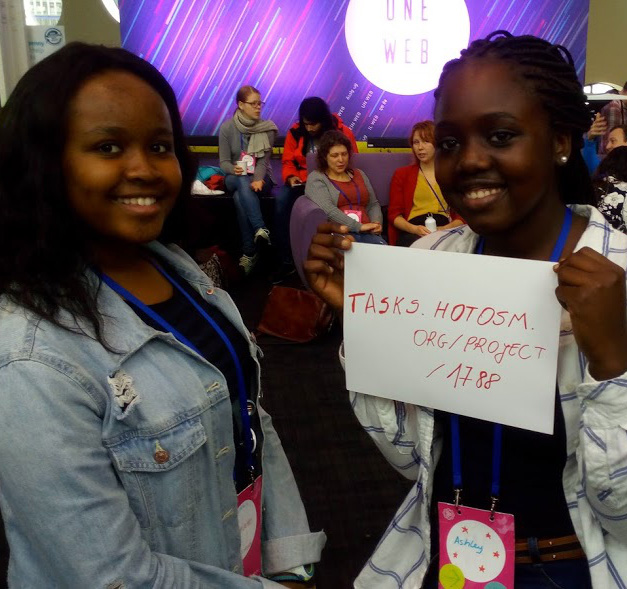 ONE
WEB
TASKS. HOTOSM.
ORG/PROJECT
/ 1788
Ashley